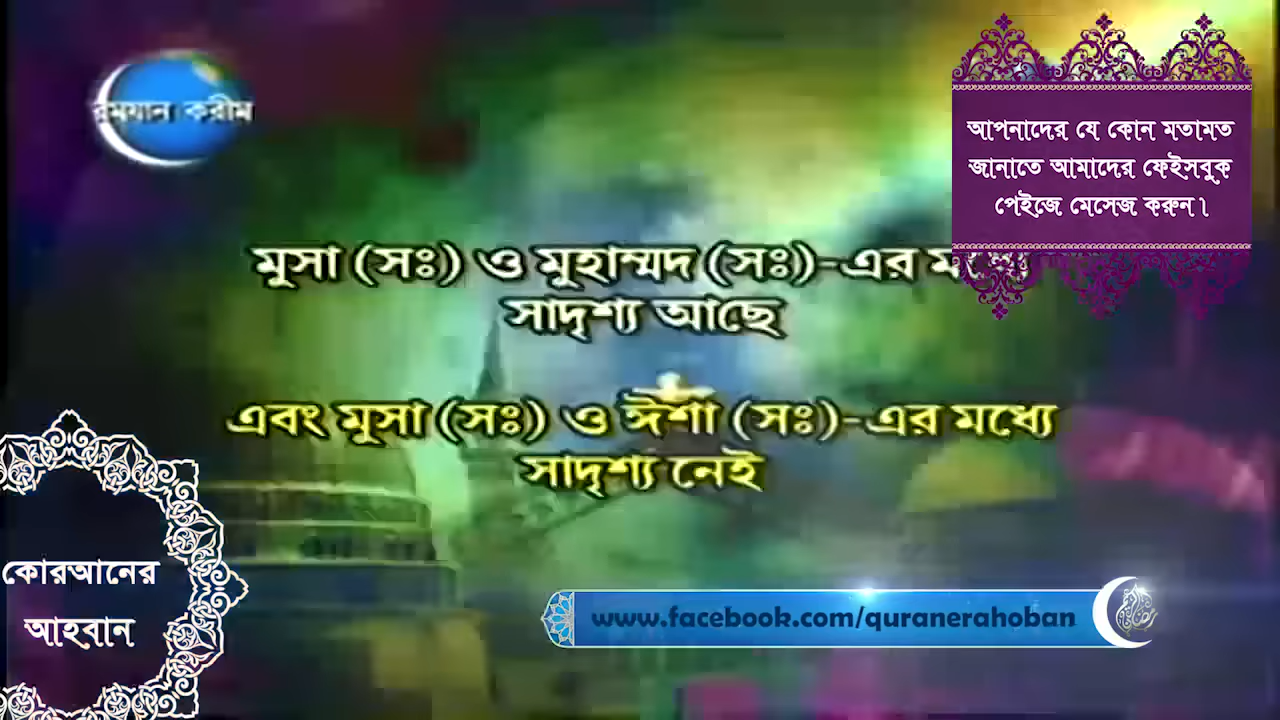 রমযান করীম
আপনাদের যে কোন মতামত
জানাতে আমাদের ফেইসবুক
পেইজে মেসেজ করুন।
মুসা (সঃ) ও মুহাম্মদ (সঃ)-এর মধ্যে
সাদৃশ্য আছে
এবং মূসা (সঃ) ও ঈশা (সঃ)-এর মধ্যে
সাদৃশ্য নেই
কোরআনের
আহবান
www.facebook.com/quranerahoban